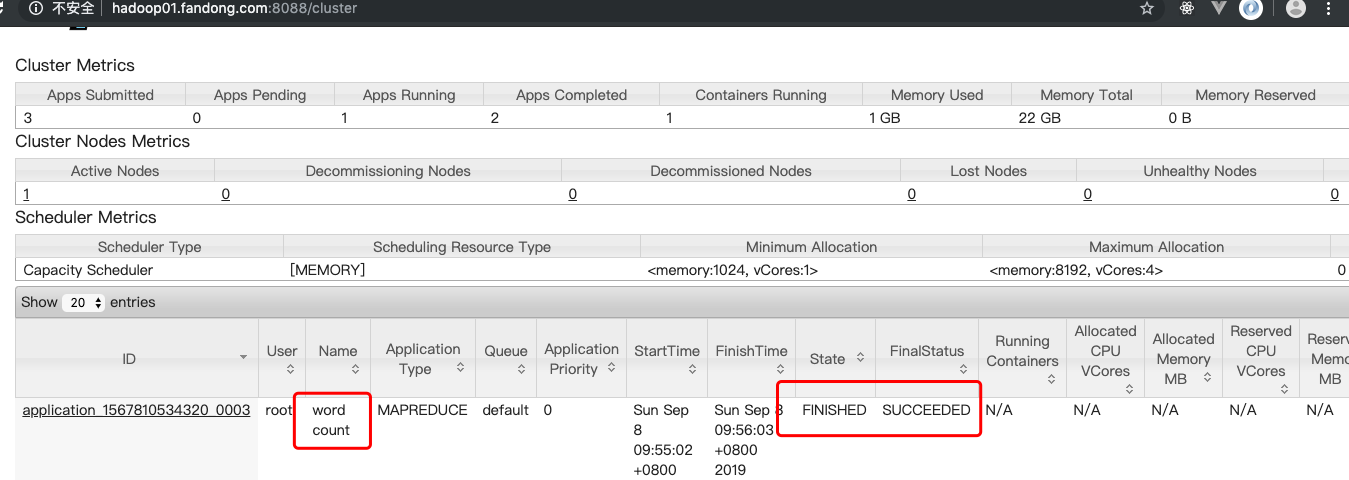 不安全 hadoop01.fandong.com:8088/cluster
Cluster Metrics
Apps Submitted Apps Pending Apps Running Apps Completed Containers Running Memory Used Memory Total Memory Reserved
3 0 1 2 1 1 GB 22 GB 0 B
Cluster Nodes Metrics
Active Nodes Decommissioning Nodes Decommissioned Nodes Lost Nodes Unhealthy Nodes
1 0 0 0 0 0
Scheduler Metrics
Scheduler Type Scheduling Resource Type Minimum Allocation Maximum Allocation
Capacity Scheduler [MEMORY] <memory:1024, vCores:1> <memory:8192, vCores:4> 0
Show 20 entries
ID
User
Name
Application
Type
Queue
Application
Priority
StartTime
FinishTime
State
FinalStatus
Running
Containers
Allocated
CPU
VCores
Allocated
Memory
MB
Reserved
CPU
VCores
MB
application_1567810534320_0003
root
word
count
MAPREDUCE
default
0
Sun Sep
8
09:55:02
+0800
Sun Sep 8
09:56:03
+0800
2019
FINISHED
SUCCEEDED
N/A
N/A
N/A
N/A
N/A